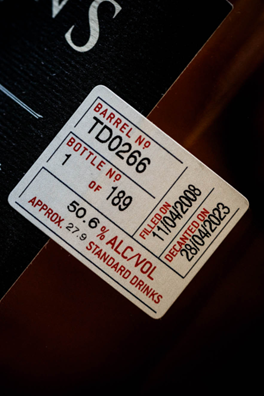 NS
BARREL Nº
TD0266
BOTTLE Nº
1 OF 189
FILLED ON
11/04/2008
DECANTED ON
28/04/2023
50.6% ALC/VOL
APPROX. 27.9 STANDARD DRINKS